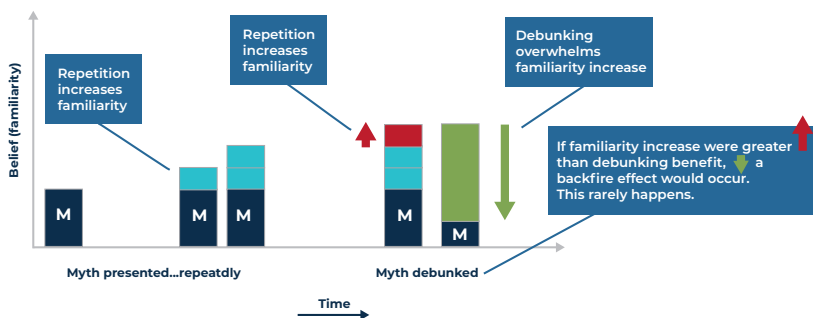 Belief (familiarity)
Repetition
increases
familiarity
Repetition
increases
familiarity
Debunking
overwhelms
familiarity increase
If familiarity increase were greater
than debunking benefit, a
backfire effect would occur.
This rarely happens.
M
M
M
M
M
Myth presented...repeatdly
Myth debunked
Time